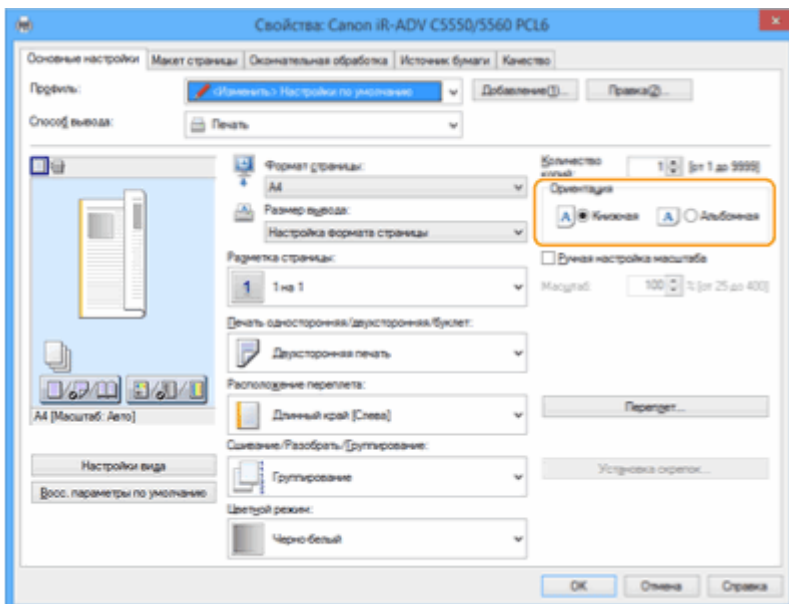 Свойства: Canon iR-ADV C5550/5560 PCL6
Основные настройки Макет страницы Окончательная обработка Источник бумаги Качество
Профиль: <Изменить> Настройки по умолчанию Добавление(1)... Правка(2)...
Способ вывода: Печать
Формат страницы:
A4
Размер вывода:
Настройка формата страницы
Количество копий: 1 [от 1 до 9999]
Ориентация
A Книжная A Альбомная
Разметка страницы:
1 1 на 1
Ручная настройка масштаба
Масштаб: 100 % [от 25 до 400]
Печать односторонняя/двухсторонняя/буклет:
Двухсторонняя печать
Расположение переплета:
Длинный край [Слева]
Переплет...
A4 [Масштаб: Авто]
Сшивание/Разобрать/Группирование:
Группирование
Установка скрепок...
Настройки вида
Восс. параметры по умолчанию
Цветной режим:
Черно-белый
OK Отмена Справка